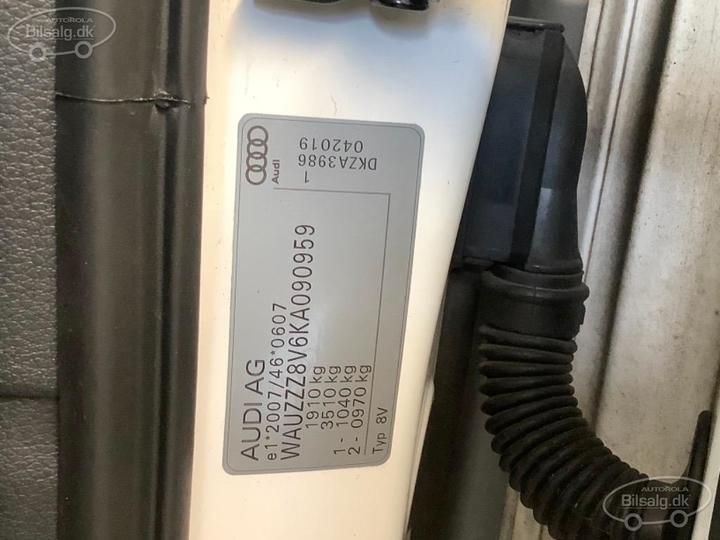 AUTOROLA
Bilsalg.dk
AUDI AG
e1*2007/46*0607
WAUZZZ8V6KA090959
1910 kg
3510 kg
1 - 1040 kg
2 - 0970 kg
Typ 8V
Audi
1
DKZA3986
042019
AUTOROLA
Bilsalg.dk